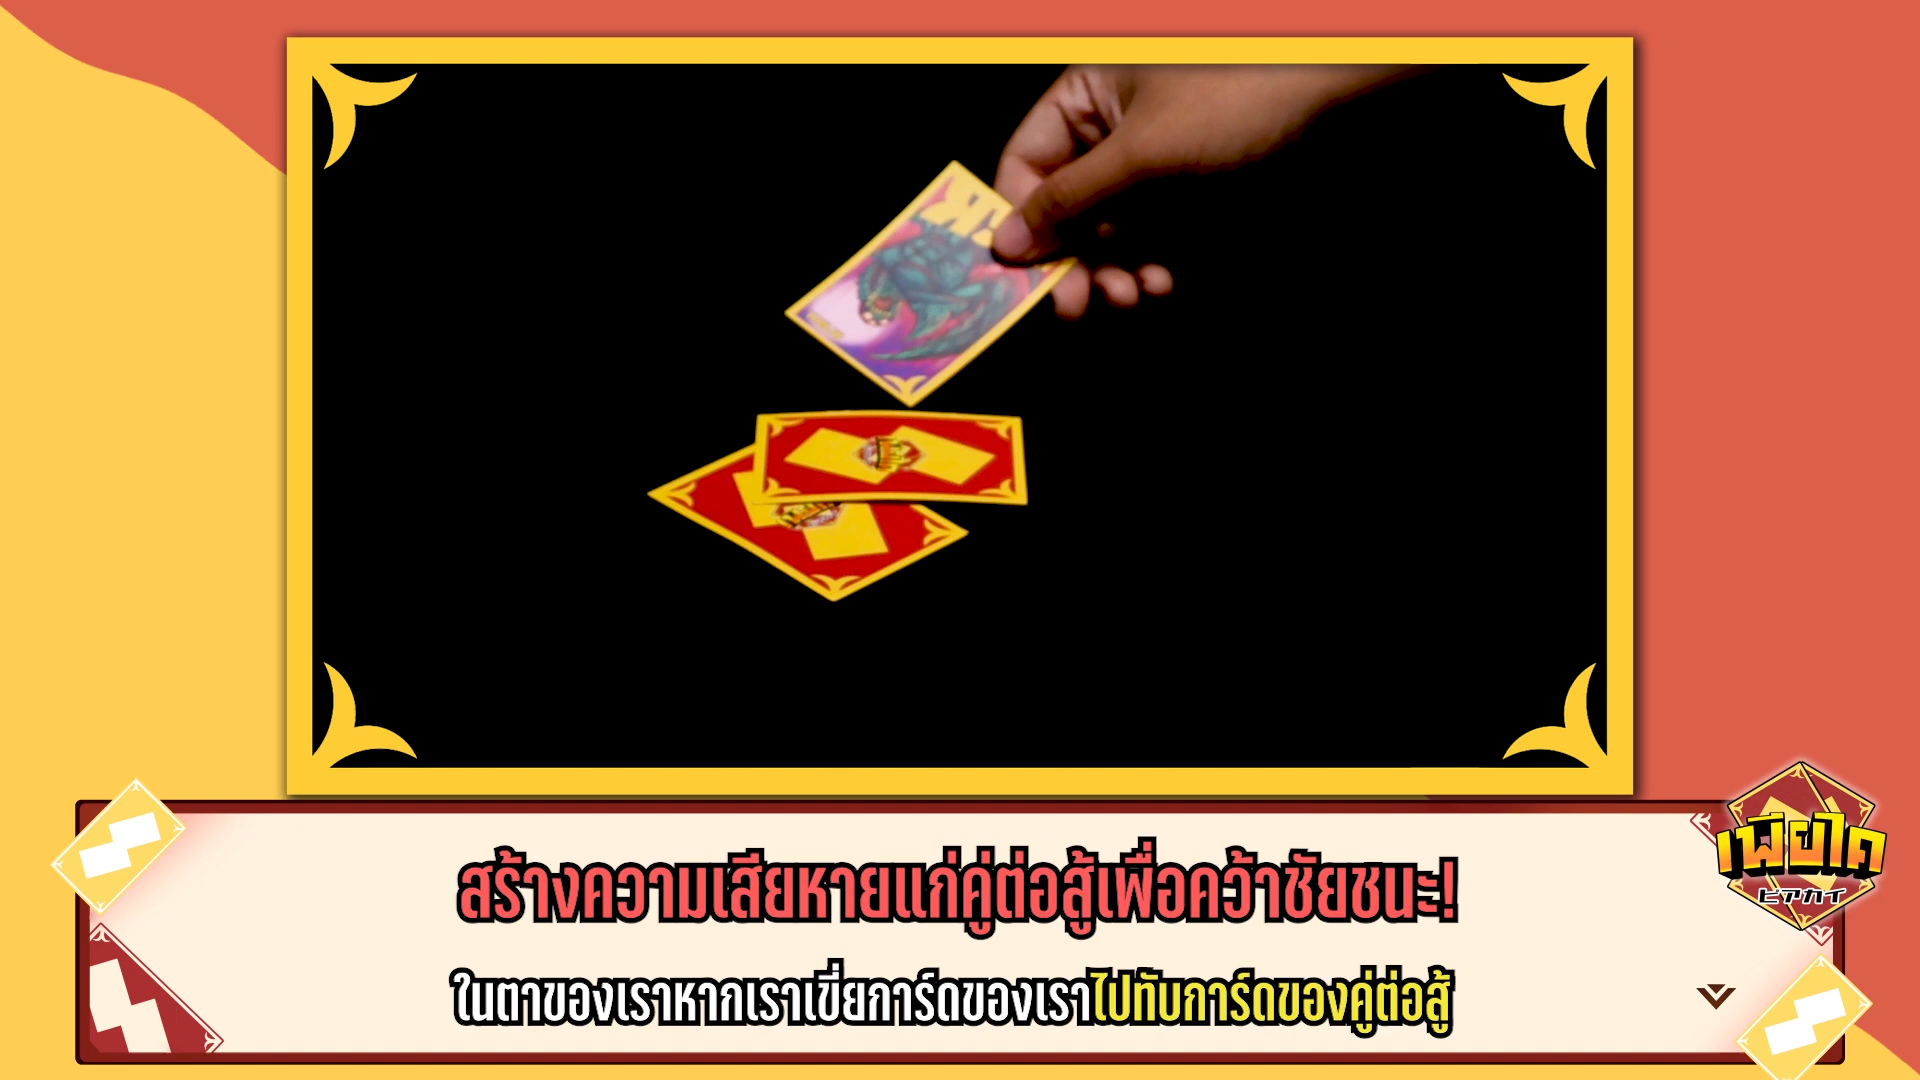 สร้างความเสียหายแก่คู่ต่อสู้เพื่อคว้าชัยชนะ!
เพียไค
ピアカイ
ในตาของเราหากเราเขี่ยการ์ดของเราไปทับการ์ดของคู่ต่อสู้